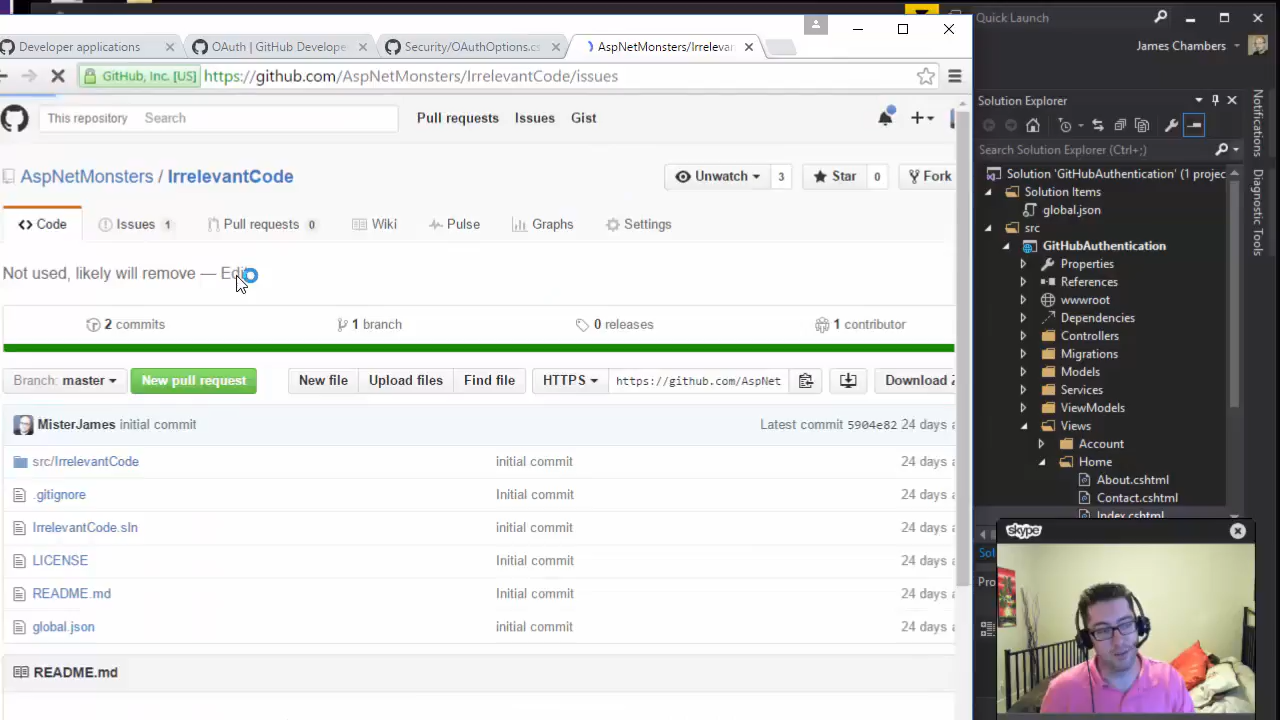 Developer applications
OAuth | GitHub Develope
Security/OAuthOptions.cs
AspNetMonsters/Irrelevar
GitHub, Inc. [US]
https://github.com/AspNetMonsters/IrrelevantCode/issues
This repository
Search
Pull requests
Issues
Gist
AspNetMonsters / IrrelevantCode
Unwatch
3
Star
0
Fork
Code
Issues 1
Pull requests 0
Wiki
Pulse
Graphs
Settings
Not used, likely will remove — Edi
2 commits
1 branch
0 releases
1 contributor
Branch: master
New pull request
New file
Upload files
Find file
HTTPS
https://github.com/AspNet
Download Z
MisterJames initial commit
Latest commit 5904e82 24 days a
src/IrrelevantCode
initial commit
24 days a
.gitignore
Initial commit
24 days a
IrrelevantCode.sln
initial commit
24 days a
LICENSE
Initial commit
24 days a
README.md
Initial commit
24 days a
global.json
initial commit
24 days a
README.md
Quick Launch
James Chambers
Solution Explorer
Search Solution Explorer (Ctrl+;)
Solution 'GitHubAuthentication' (1 projec
Solution Items
global.json
src
GitHubAuthentication
Properties
References
wwwroot
Dependencies
Controllers
Migrations
Models
Services
ViewModels
Views
Account
Home
About.cshtml
Contact.cshtml
Index.cshtml
Sol
Pro
Notifications
Diagnostic Tools
skype